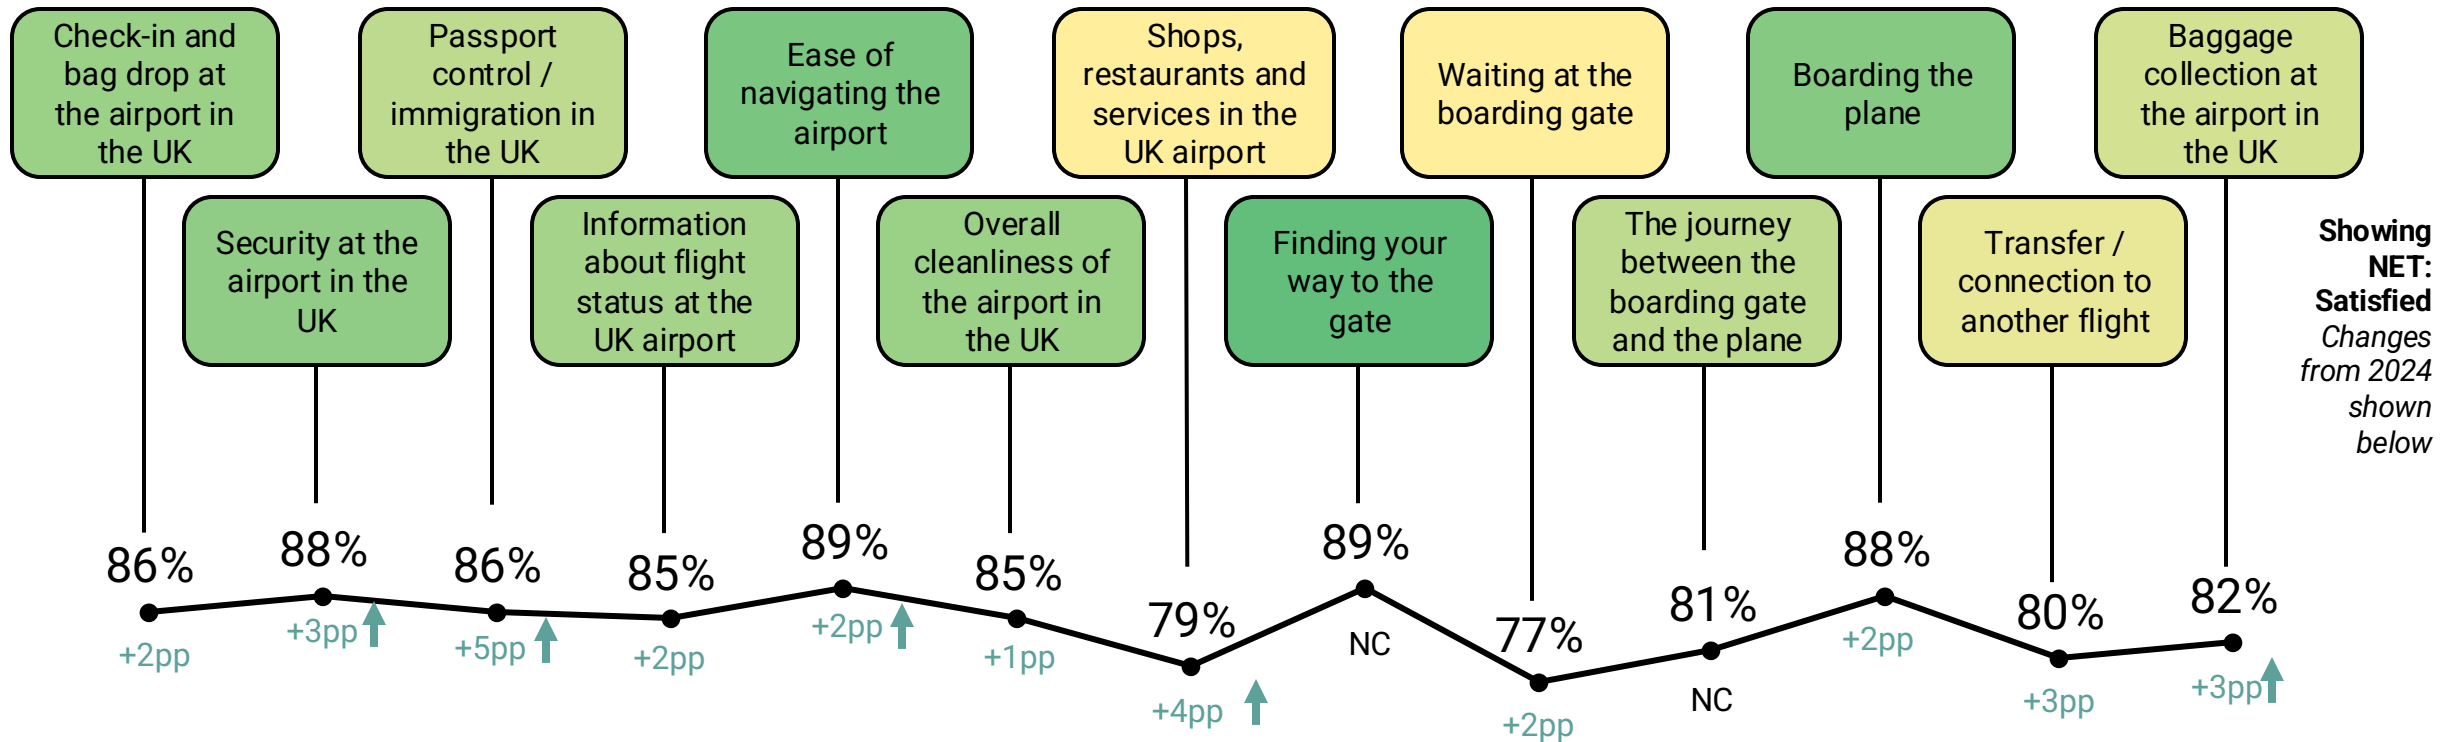 Check-in and
bag drop at
the airport in
the UK
Security at the
airport in the
UK
Passport
control /
immigration in
the UK
Information
about flight
status at the
UK airport
Ease of
navigating the
airport
Overall
cleanliness of
the airport in
the UK
Shops,
restaurants and
services in the
UK airport
Finding your
way to the
gate
Waiting at the
boarding gate
The journey
between the
boarding gate
and the plane
Boarding the
plane
Transfer /
connection to
another flight
Baggage
collection at
the airport in
the UK
Showing
NET:
Satisfied
Changes
from 2024
shown
below
86%
88%
86%
85%
89%
85%
79%
89%
77%
81%
88%
80%
82%
+2pp
+3pp
+5pp
+2pp
+2pp
+1pp
+4pp
NC
+2pp
NC
+2pp
+3pp
+3pp